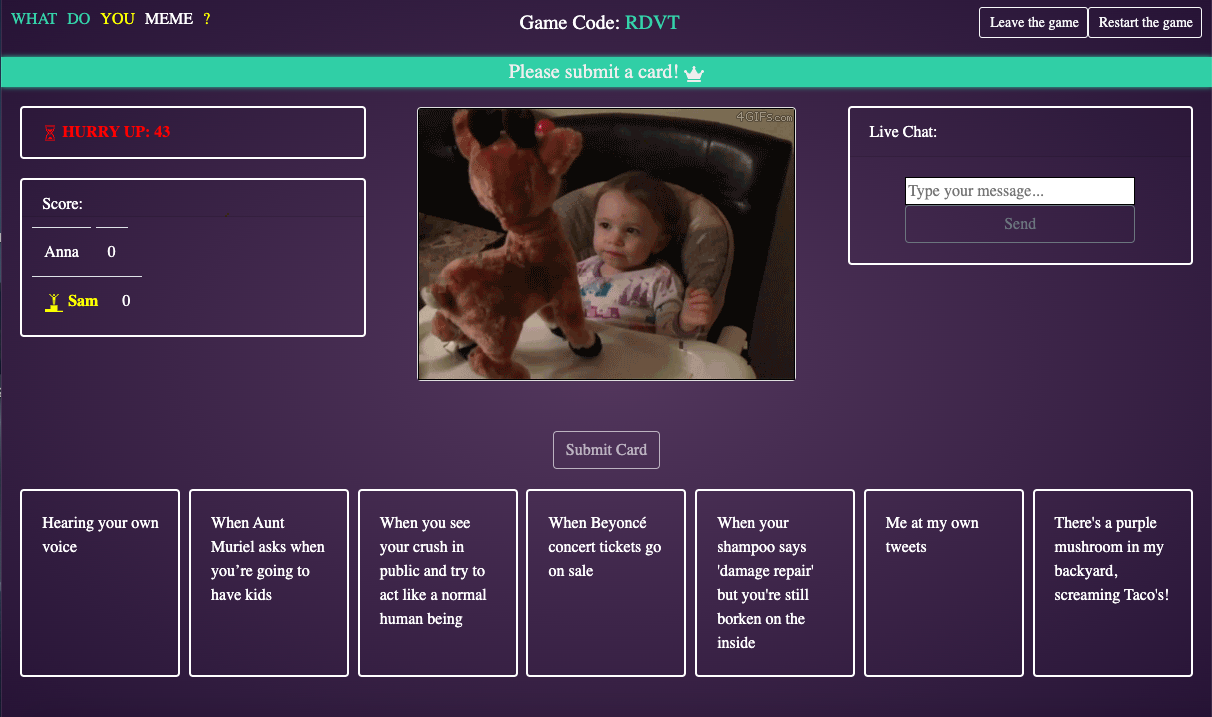 WHAT DO YOU MEME ?
Game Code: RDVT
Leave the game
Restart the game
Please submit a card!
HURRY UP: 43
Score:
Anna 0
Sam 0
4GIFs.com
Live Chat:
Type your message...
Send
Submit Card
Hearing your own
voice
When Aunt
Muriel asks when
you’re going to
have kids
When you see
your crush in
public and try to
act like a normal
human being
When Beyoncé
concert tickets go
on sale
When your
shampoo says
'damage repair'
but you're still
borken on the
inside
Me at my own
tweets
There's a purple
mushroom in my
backyard,
screaming Taco's!